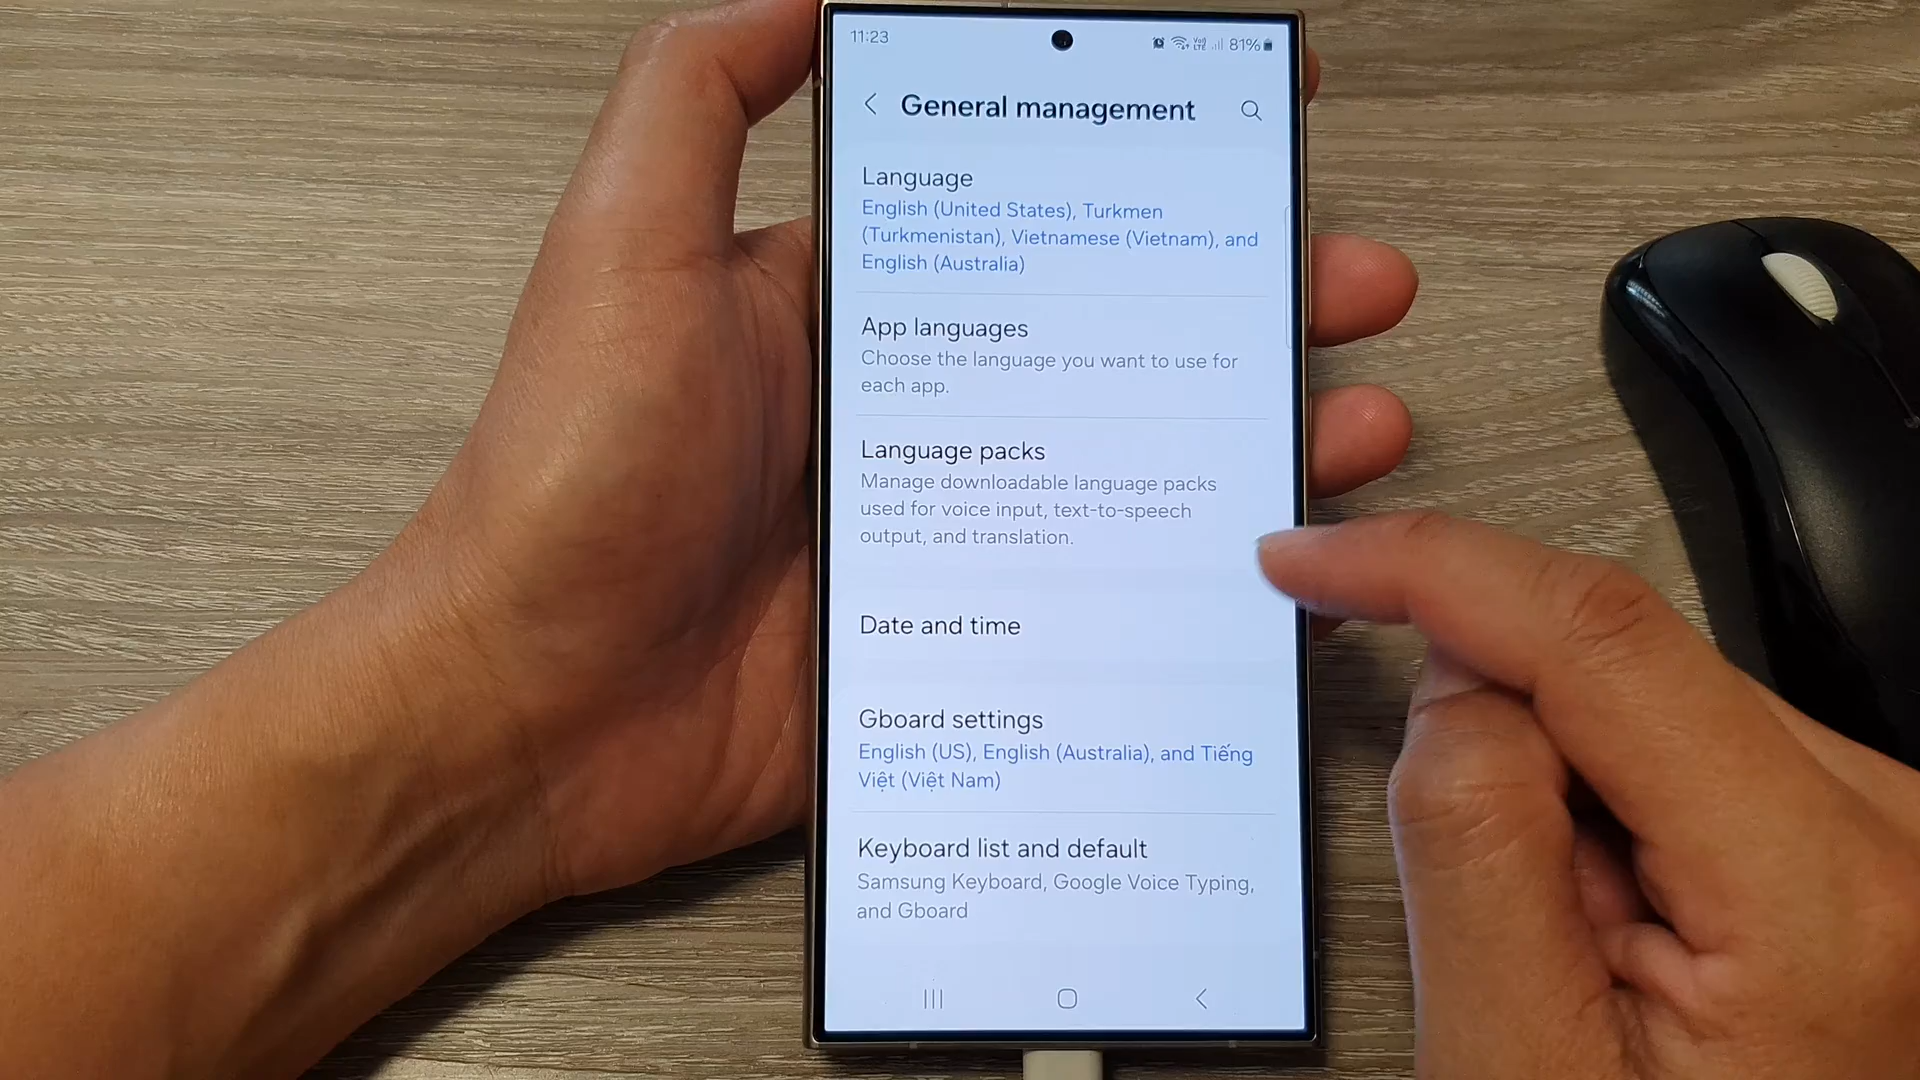 11:23
Vo)) LTE 81%
General management
Language
English (United States), Turkmen
(Turkmenistan), Vietnamese (Vietnam), and
English (Australia)
App languages
Choose the language you want to use for
each app.
Language packs
Manage downloadable language packs
used for voice input, text-to-speech
output, and translation.
Date and time
Gboard settings
English (US), English (Australia), and Tiếng
Việt (Việt Nam)
Keyboard list and default
Samsung Keyboard, Google Voice Typing,
and Gboard